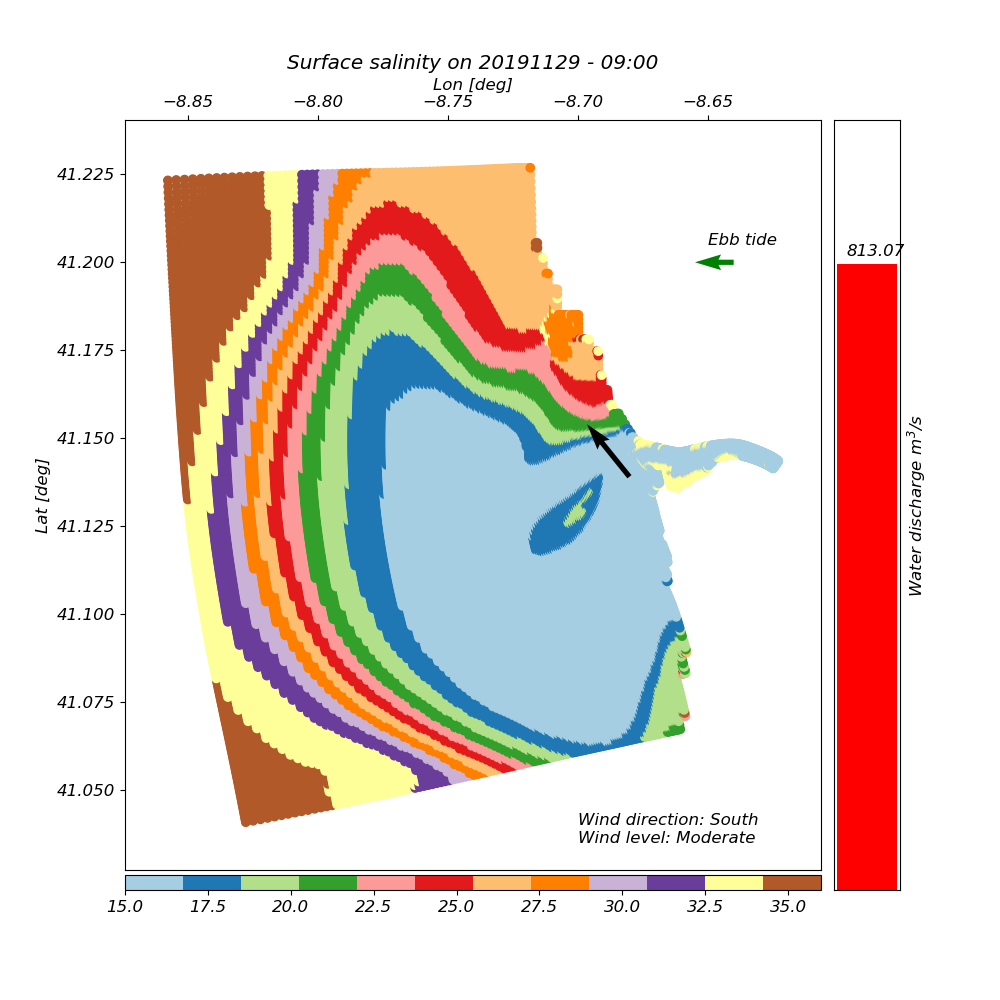 Surface salinity on 20191129 - 09:00
Lon [deg]
−8.85 −8.80 −8.75 −8.70 −8.65
41.225
41.200
41.175
41.150
41.125
41.100
41.075
41.050
Lat [deg]
Ebb tide
813.07
Water discharge m³/s
Wind direction: South
Wind level: Moderate
15.0 17.5 20.0 22.5 25.0 27.5 30.0 32.5 35.0